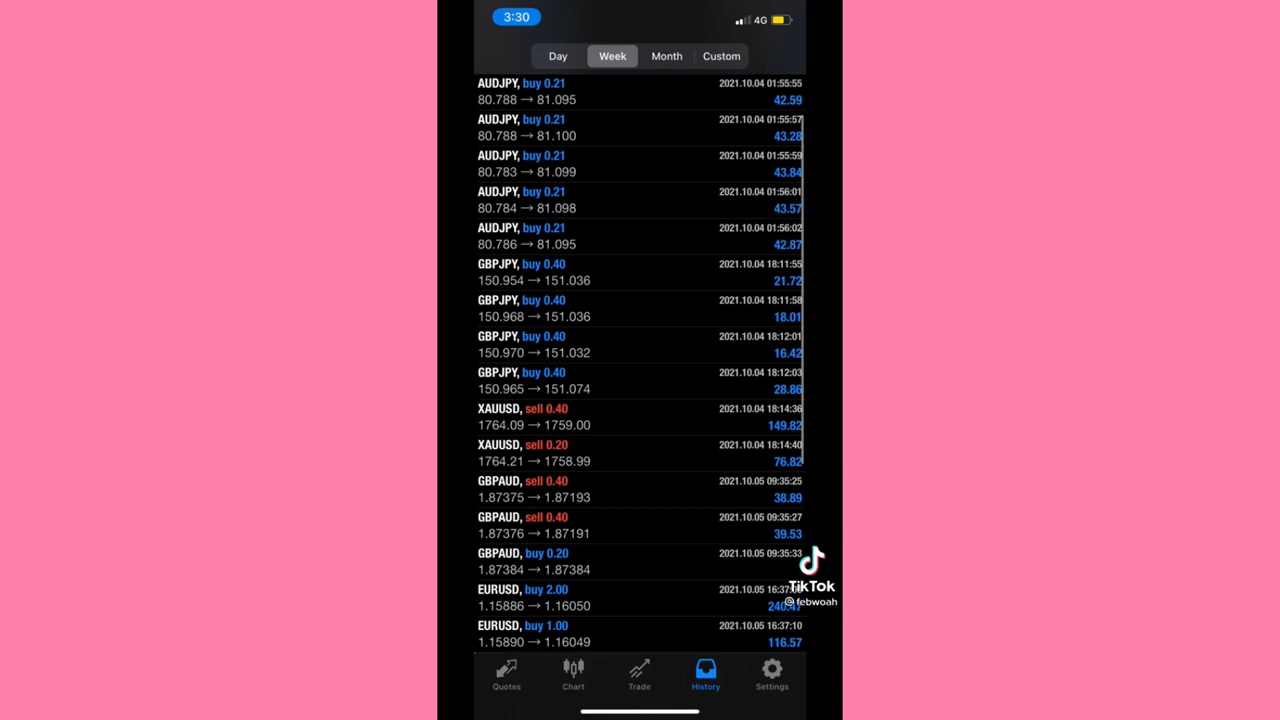 3:30
4G
Day Week Month Custom
AUDJPY, buy 0.21 2021.10.04 01:55:55
80.788 → 81.095 42.59
AUDJPY, buy 0.21 2021.10.04 01:55:57
80.788 → 81.100 43.28
AUDJPY, buy 0.21 2021.10.04 01:55:59
80.783 → 81.099 43.84
AUDJPY, buy 0.21 2021.10.04 01:56:01
80.784 → 81.098 43.57
AUDJPY, buy 0.21 2021.10.04 01:56:02
80.786 → 81.095 42.87
GBPJPY, buy 0.40 2021.10.04 18:11:55
150.954 → 151.036 21.72
GBPJPY, buy 0.40 2021.10.04 18:11:58
150.968 → 151.036 18.01
GBPJPY, buy 0.40 2021.10.04 18:12:01
150.970 → 151.032 16.42
GBPJPY, buy 0.40 2021.10.04 18:12:03
150.965 → 151.074 28.86
XAUUSD, sell 0.40 2021.10.04 18:14:36
1764.09 → 1759.00 149.82
XAUUSD, sell 0.20 2021.10.04 18:14:40
1764.21 → 1758.99 76.82
GBPAUD, sell 0.40 2021.10.05 09:35:25
1.87375 → 1.87193 38.89
GBPAUD, sell 0.40 2021.10.05 09:35:27
1.87376 → 1.87191 39.53
GBPAUD, buy 0.20 2021.10.05 09:35:33
1.87384 → 1.87384
EURUSD, buy 2.00 2021.10.05
1.15886 → 1.16050
TikTok
@febwoah
EURUSD, buy 1.00 2021.10.05 16:37:10
1.15890 → 1.16049 116.57
Quotes Chart Trade History Settings